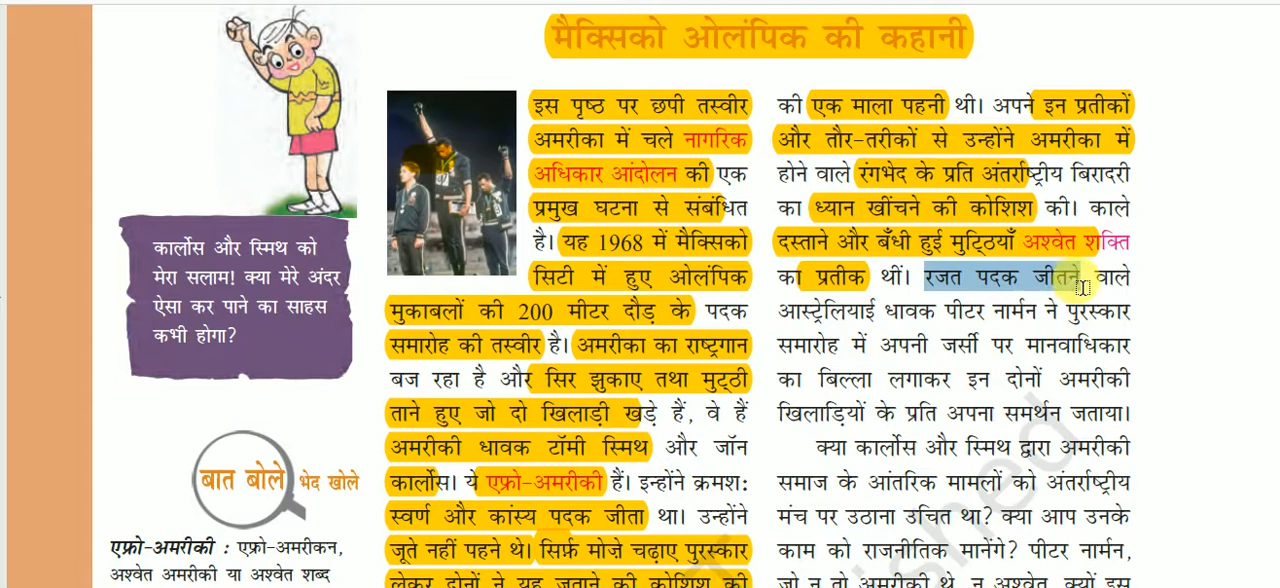 मैक्सिको ओलंपिक की कहानी
कार्लोस और स्मिथ को
मेरा सलाम! क्या मेरे अंदर
ऐसा कर पाने का साहस
कभी होगा?
बात बोले भेद खोले
एफ्रो-अमरीकी : एफ्रो-अमरीकन,
अश्वेत अमरीकी या अश्वेत शब्द
इस पृष्ठ पर छपी तस्वीर
अमरीका में चले नागरिक
अधिकार आंदोलन की एक
प्रमुख घटना से संबंधित
है। यह 1968 में मैक्सिको
सिटी में हुए ओलंपिक
मुकाबलों की 200 मीटर दौड़ के पदक
समारोह की तस्वीर है। अमरीका का राष्ट्रगान
बज रहा है और सिर झुकाए तथा मुट्ठी
ताने हुए जो दो खिलाड़ी खड़े हैं, वे हैं
अमरीकी धावक टॉमी स्मिथ और जॉन
कार्लोस। ये एफ्रो-अमरीकी हैं। इन्होंने क्रमश:
स्वर्ण और कांस्य पदक जीता था। उन्होंने
जूते नहीं पहने थे। सिर्फ़ मोजे चढ़ाए पुरस्कार
लेकर दोनों ने यह जताने की कोशिश की
की एक माला पहनी थी। अपने इन प्रतीकों
और तौर-तरीकों से उन्होंने अमरीका में
होने वाले रंगभेद के प्रति अंतर्राष्ट्रीय बिरादरी
का ध्यान खींचने की कोशिश की। काले
दस्ताने और बँधी हुई मुट्ठियाँ अश्वेत शक्ति
का प्रतीक थीं। रजत पदक जीतने वाले
आस्ट्रेलियाई धावक पीटर नार्मन ने पुरस्कार
समारोह में अपनी जर्सी पर मानवाधिकार
का बिल्ला लगाकर इन दोनों अमरीकी
खिलाड़ियों के प्रति अपना समर्थन जताया।
क्या कार्लोस और स्मिथ द्वारा अमरीकी
समाज के आंतरिक मामलों को अंतर्राष्ट्रीय
मंच पर उठाना उचित था? क्या आप उनके
काम को राजनीतिक मानेंगे? पीटर नार्मन,
जो न तो अमरीकी थे, न अश्वेत, क्यों इस